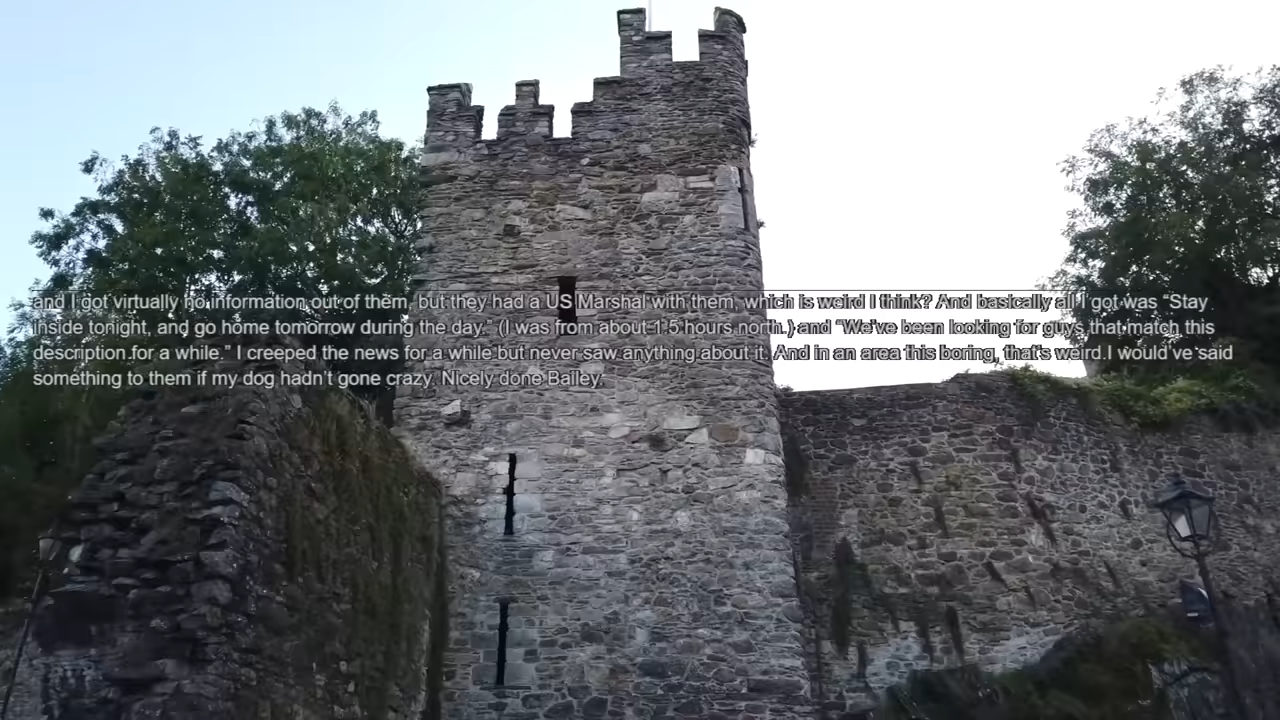 and I got virtually no information out of them, but they had a US Marshal with them, which is weird I think? And basically all I got was “Stay
inside tonight, and go home tomorrow during the day.” (I was from about 1.5 hours north.) and “We’ve been looking for guys that match this
description for a while.” I creeped the news for a while but never saw anything about it. And in an area this boring, that’s weird.I would’ve said
something to them if my dog hadn’t gone crazy. Nicely done Bailey.